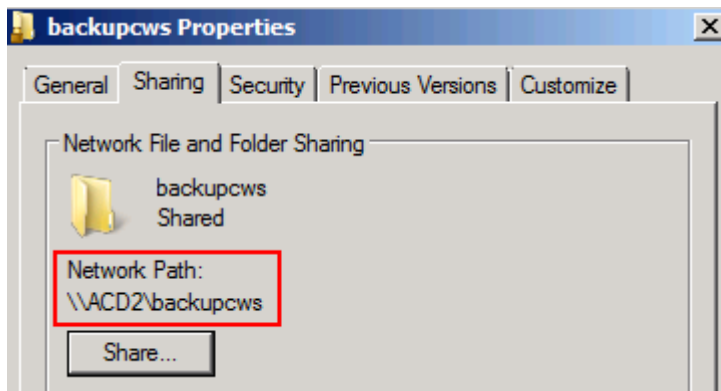 backupcws Properties
General Sharing Security Previous Versions Customize
Network File and Folder Sharing
backupcws
Shared
Network Path:
\\ACD2\backupcws
Share...